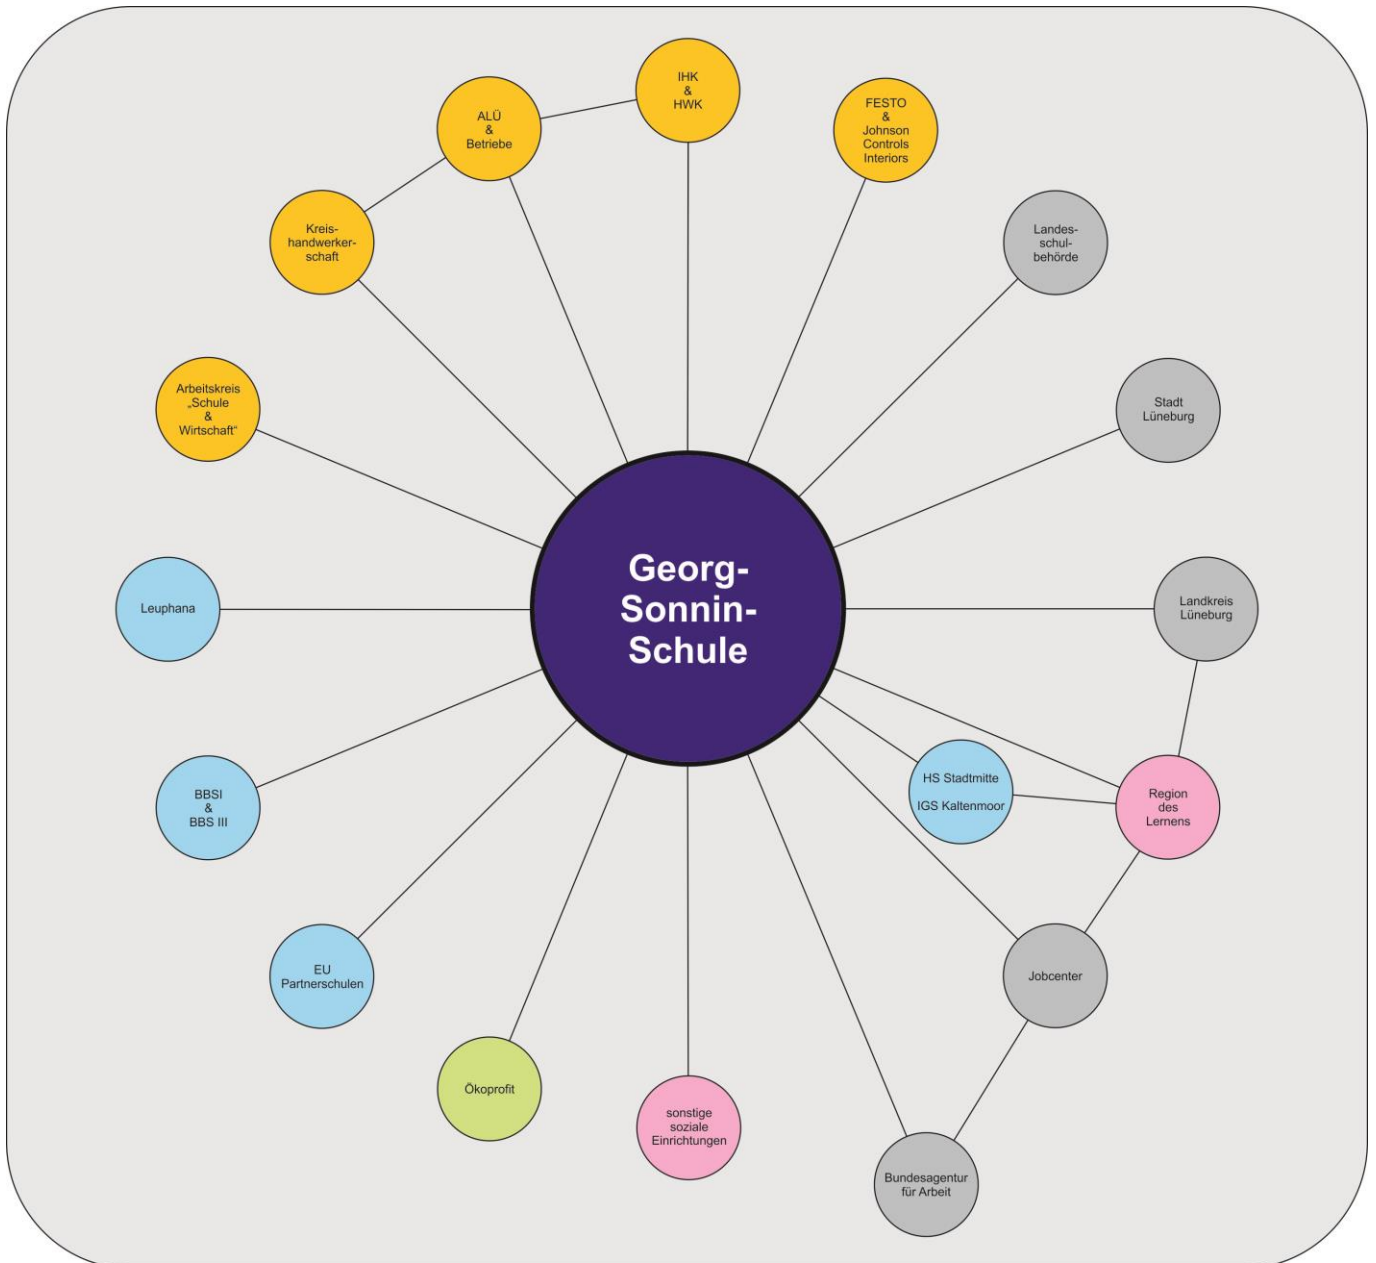 IHK
&
HWK
ALÜ
&
Betriebe
FESTO
&
Johnson
Controls
Interiors
Kreis-
handwerker-
schaft
Landes-
schul-
behörde
Arbeitskreis
„Schule
&
Wirtschaft“
Stadt
Lüneburg
Georg-
Sonnin-
Schule
Leuphana
Landkreis
Lüneburg
HS Stadtmitte
IGS Kaltenmoor
BBSI
&
BBS III
Region
des
Lernens
EU
Partnerschulen
Jobcenter
Ökoprofit
sonstige
soziale
Einrichtungen
Bundesagentur
für Arbeit